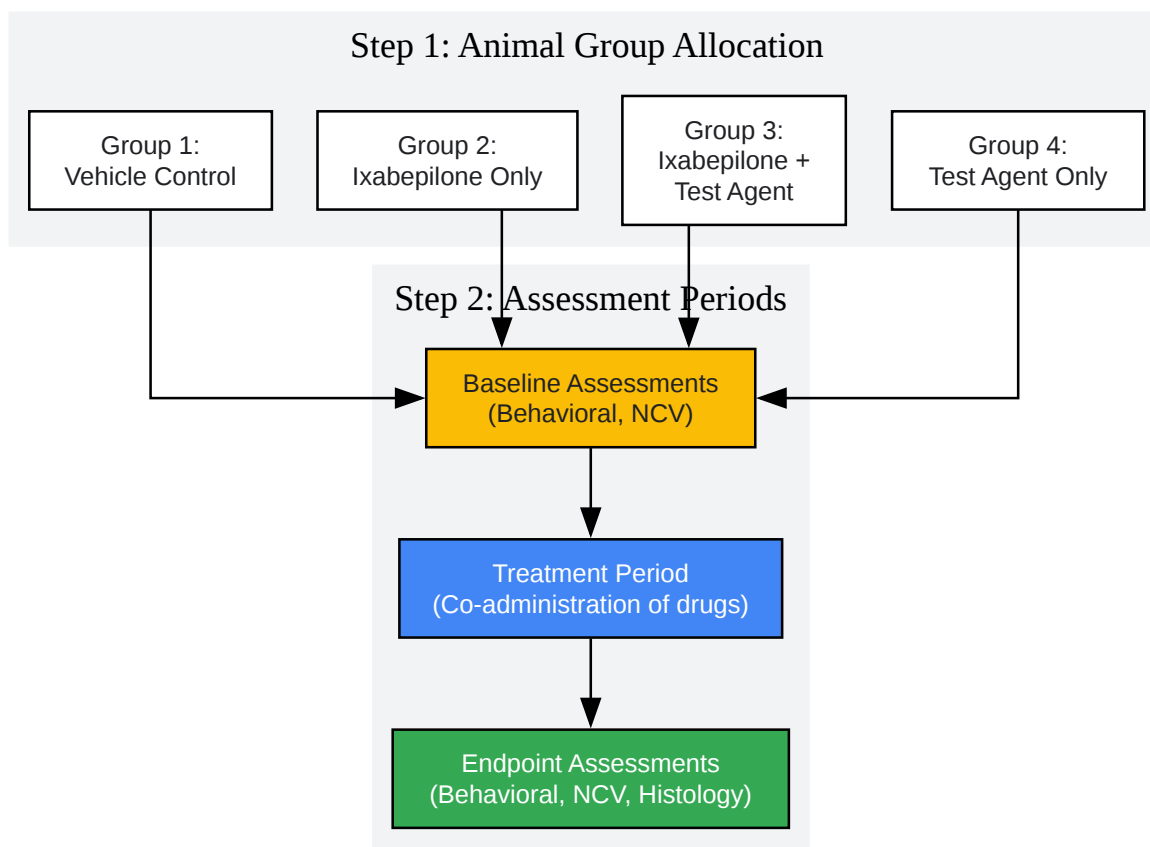 Step 1: Animal Group Allocation
Group 1:
Vehicle Control
Group 2:
Ixabepilone Only
Group 3:
Ixabepilone +
Test Agent
Group 4:
Test Agent Only
Step 2: Assessment Periods
Baseline Assessments
(Behavioral, NCV)
Treatment Period
(Co-administration of drugs)
Endpoint Assessments
(Behavioral, NCV, Histology)